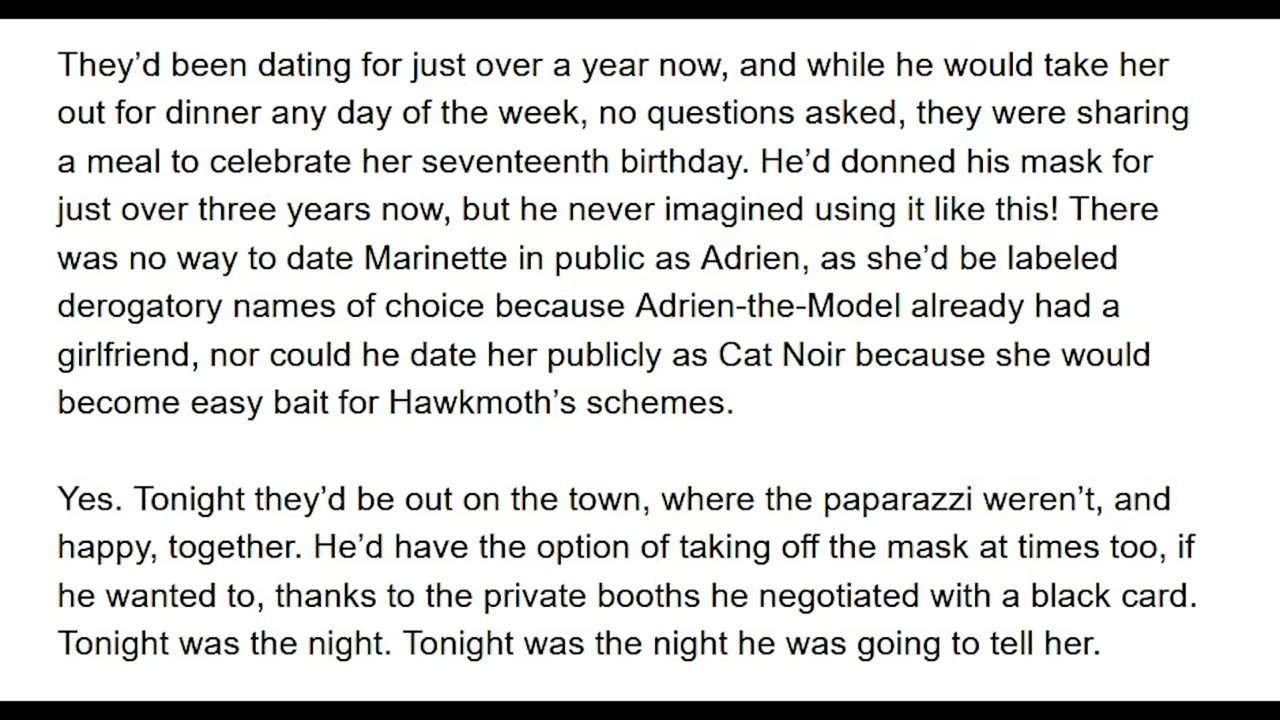 They’d been dating for just over a year now, and while he would take her
out for dinner any day of the week, no questions asked, they were sharing
a meal to celebrate her seventeenth birthday. He’d donned his mask for
just over three years now, but he never imagined using it like this! There
was no way to date Marinette in public as Adrien, as she’d be labeled
derogatory names of choice because Adrien-the-Model already had a
girlfriend, nor could he date her publicly as Cat Noir because she would
become easy bait for Hawkmoth’s schemes.
Yes. Tonight they’d be out on the town, where the paparazzi weren’t, and
happy, together. He’d have the option of taking off the mask at times too, if
he wanted to, thanks to the private booths he negotiated with a black card.
Tonight was the night. Tonight was the night he was going to tell her.